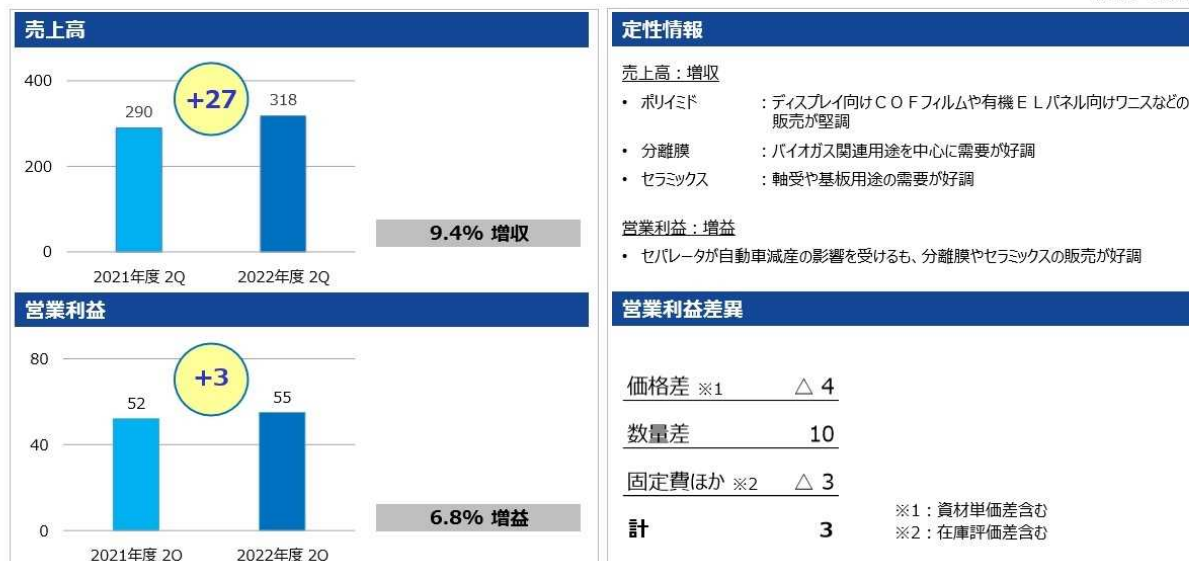 売上高
400
200
0
290
+27
318
2021年度 2Q
2022年度 2Q
9.4% 増収
営業利益
80
40
0
52
+3
55
2021年度 2Q
2022年度 2Q
6.8% 増益
定性情報
売上高：増収
・ ポリイミド ：ディスプレイ向けＣＯＦフィルムや有機ＥＬパネル向けワニスなどの
販売が堅調
・ 分離膜 ：バイオガス関連用途を中心に需要が好調
・ セラミックス ：軸受や基板用途の需要が好調
営業利益：増益
・ セパレータが自動車減産の影響を受けるも、分離膜やセラミックスの販売が好調
営業利益差異
価格差 ※1 △ 4
数量差 10
固定費ほか ※2 △ 3
計 3
※1：資材単価差含む
※2：在庫評価差含む